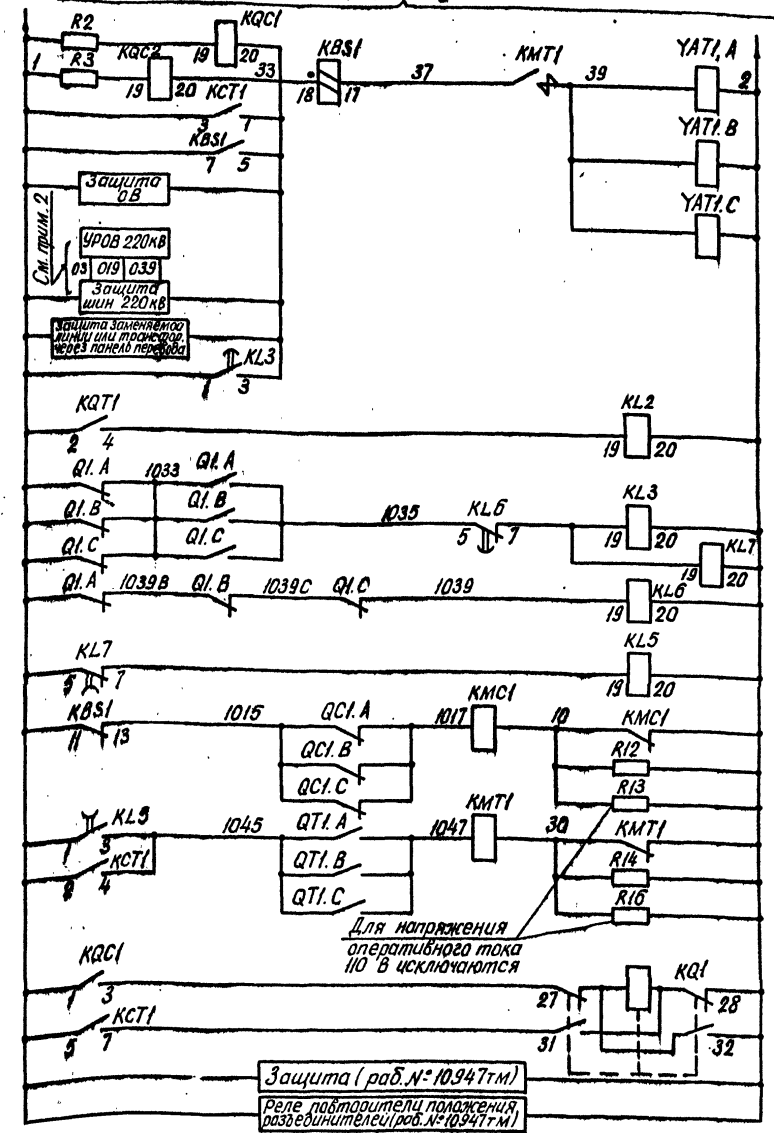 R2
KQC1
19
20
1
R3
KQC2
19
20
33
KBS1
18
17
37
KMT1
39
YAT1.A
2
KCT1
3
1
KBS1
7
5
YAT1.B
Защита
ОВ
YAT1.C
См. прим. 2
УРОВ 220кВ
03
019
039
Защита
шин 220кВ
Защита заменяемой
линии или трансфор.
через панель перевода
KL3
1
3
KQT1
2
4
KL2
19
20
Q1.A
1033
Q1.A
Q1.B
Q1.B
Q1.C
Q1.C
1035
KL6
5
7
KL3
19
20
KL7
19
20
Q1.A
1039B
Q1.B
1039C
Q1.C
1039
KL6
19
20
KL7
5
7
KL5
19
20
KBS1
11
13
1015
QC1.A
QC1.B
QC1.C
1017
KMC1
10
KMC1
R12
R13
KL5
1
3
KCT1
2
4
1045
QT1.A
QT1.B
QT1.C
1047
KMT1
30
KMT1
R14
R16
Для напряжения
оперативного тока
110 В исключаются
KQC1
1
3
27
KQ1
28
KCT1
5
7
31
32
Защита (раб.№10947тм)
Реле повторители положения
разъединителей(раб.№10947тм)